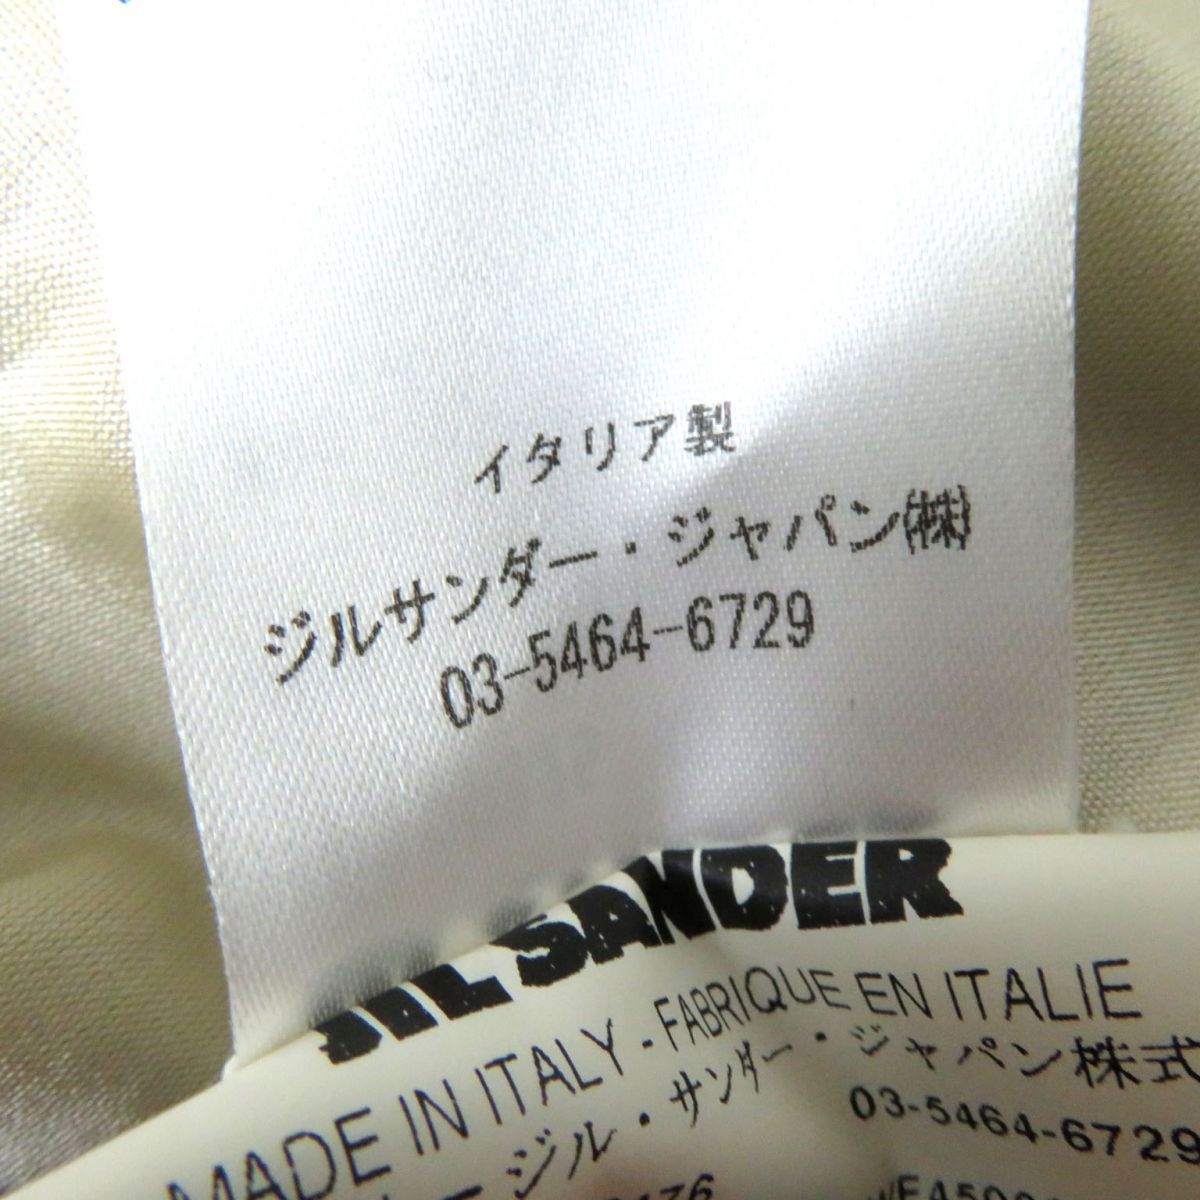 イタリア製
ジルサンダー・ジャパン㈱
03-5464-6729
JIL SANDER
MADE IN ITALY - FABRIQUE EN ITALIE
ージル・サンダー・ジャパン株式
03-5464-6729